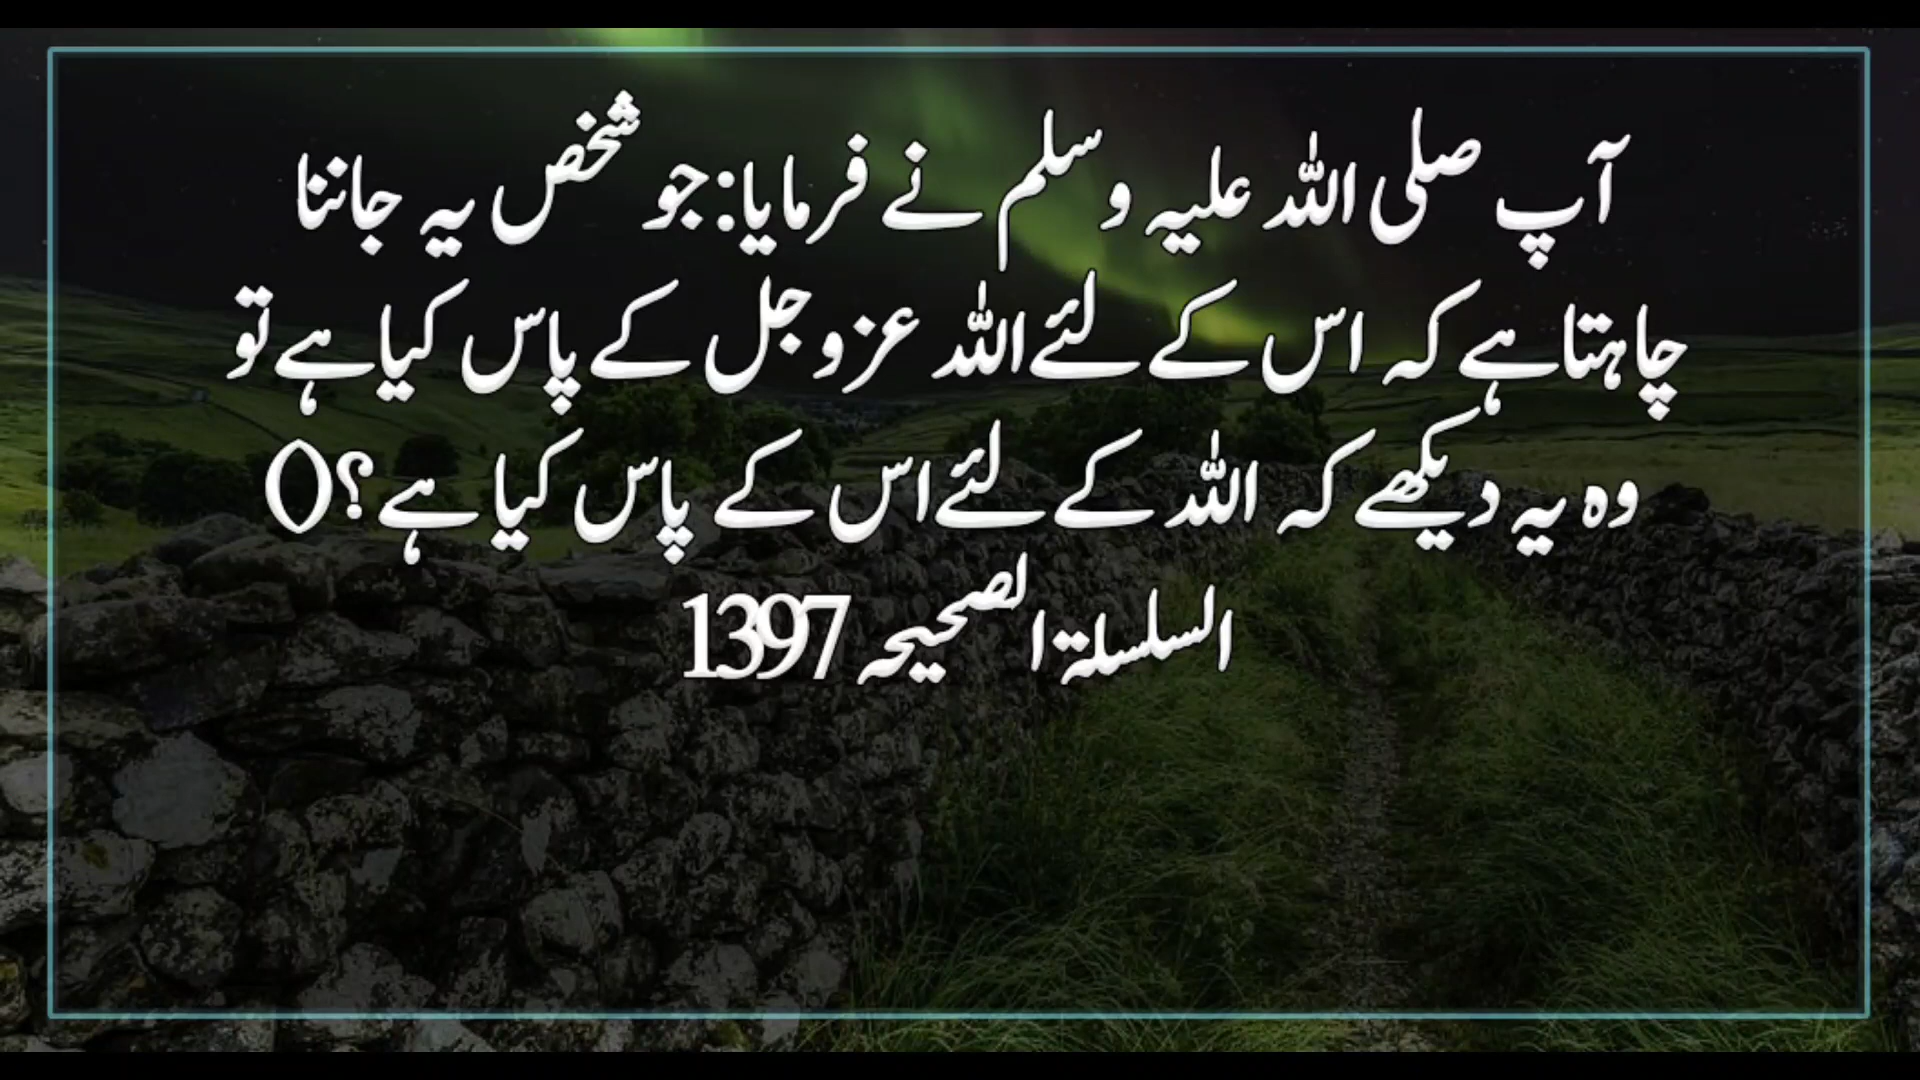 آپ صلی اللہ علیہ وسلم نے فرمایا: جو شخص یہ جاننا
چاہتا ہے کہ اس کے لئے اللہ عزوجل کے پاس کیا ہے تو
وہ یہ دیکھے کہ اللہ کے لئے اس کے پاس کیا ہے؟()
السلسلۃ الصحیحہ 1397